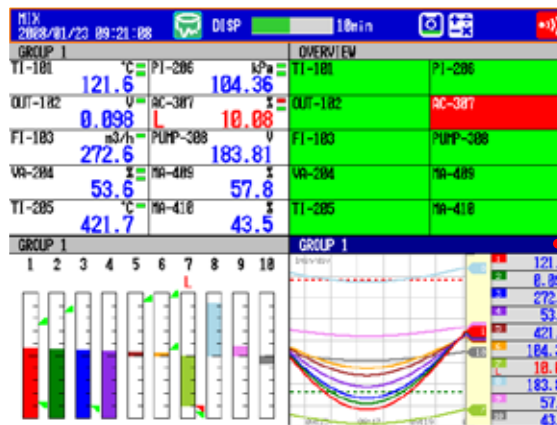 MIX
2008/01/23 09:21:08
DISP
10min
GROUP 1
TI-101 °C PI-206 kPa
121.6 104.36
OUT-102 V AC-307 %
0.098 L 10.08
FI-103 m3/h PUMP-308 V
272.6 183.81
VA-204 % MA-409 %
53.6 57.8
TI-205 °C MA-410 %
421.7 43.5
OVERVIEW
TI-101 PI-206
OUT-102 AC-307
FI-103 PUMP-308
VA-204 MA-409
TI-205 MA-410
GROUP 1
1 2 3 4 5 6 7 8 9 10
L
GROUP 1
121.
0.09
272.
53.
421.
104.3
L 10.0
183.8
57.
43.